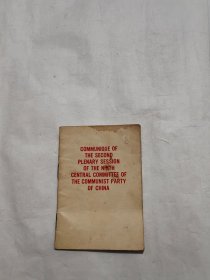 COMMUNIQUE OF
THE SECOND
PLENARY SESSION
OF THE NINTH
CENTRAL COMMITTEE OF
THE COMMUNIST PARTY
OF CHINA